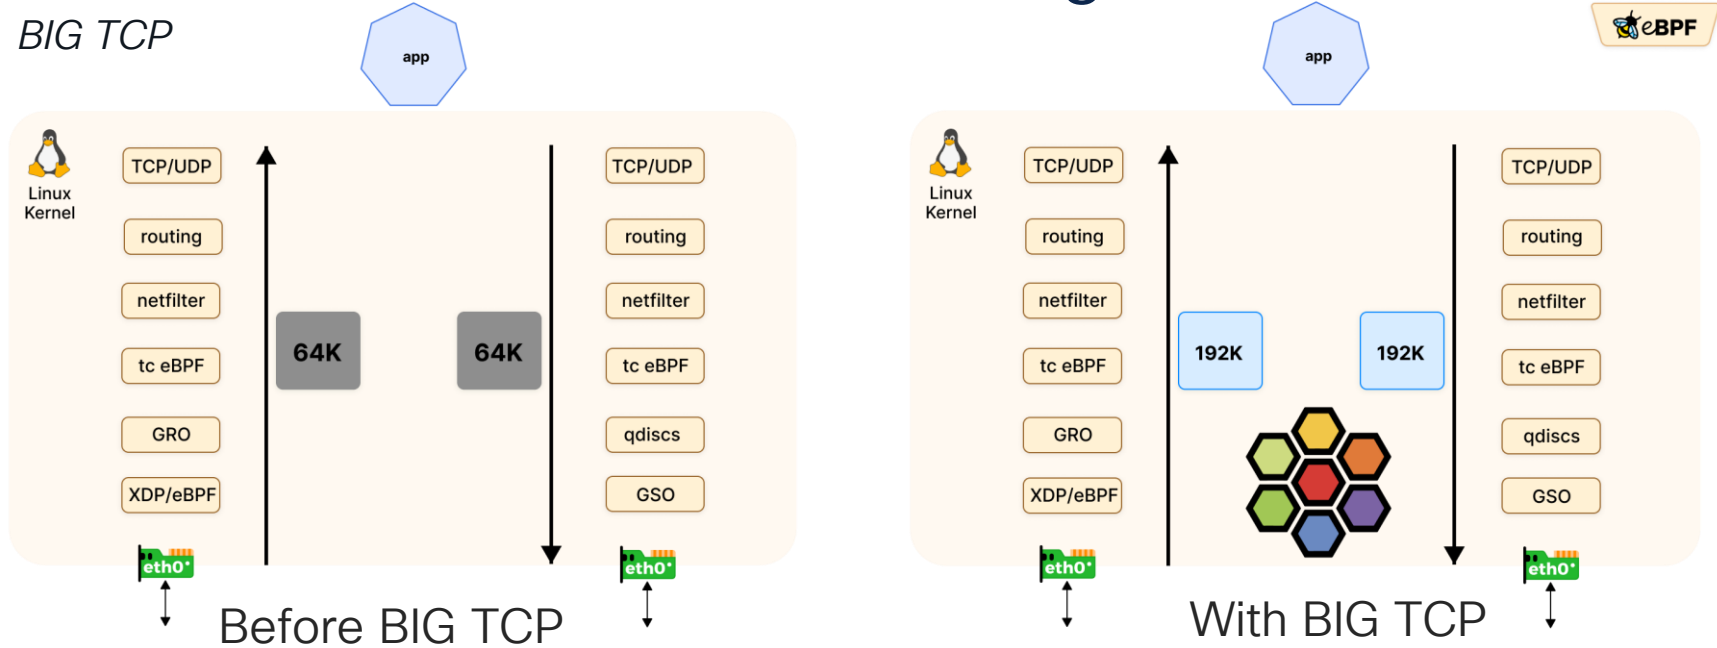 BIG TCP
app
Linux
Kernel
TCP/UDP
routing
netfilter
tc eBPF
GRO
XDP/eBPF
eth0*
64K
64K
TCP/UDP
routing
netfilter
tc eBPF
qdiscs
GSO
eth0*
Before BIG TCP
app
eBPF
Linux
Kernel
TCP/UDP
routing
netfilter
tc eBPF
GRO
XDP/eBPF
eth0*
192K
192K
TCP/UDP
routing
netfilter
tc eBPF
qdiscs
GSO
eth0*
With BIG TCP